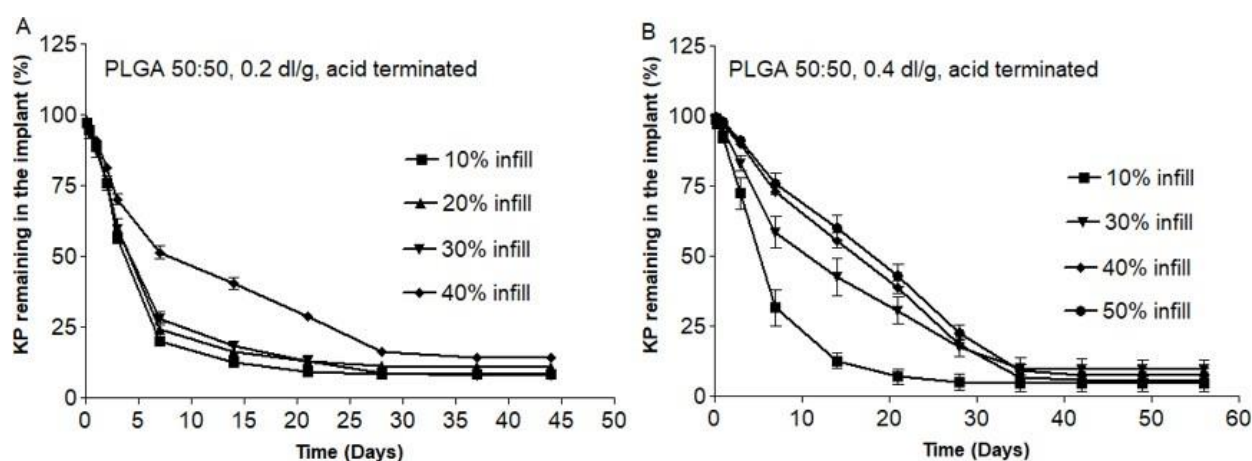 A
KP remaining in the implant (%)
125
100
75
50
25
0
PLGA 50:50, 0.2 dl/g, acid terminated
10% infill
20% infill
30% infill
40% infill
0 5 10 15 20 25 30 35 40 45 50
Time (Days)
B
KP remaining in the implant (%)
125
100
75
50
25
0
PLGA 50:50, 0.4 dl/g, acid terminated
10% infill
30% infill
40% infill
50% infill
0 10 20 30 40 50 60
Time (Days)